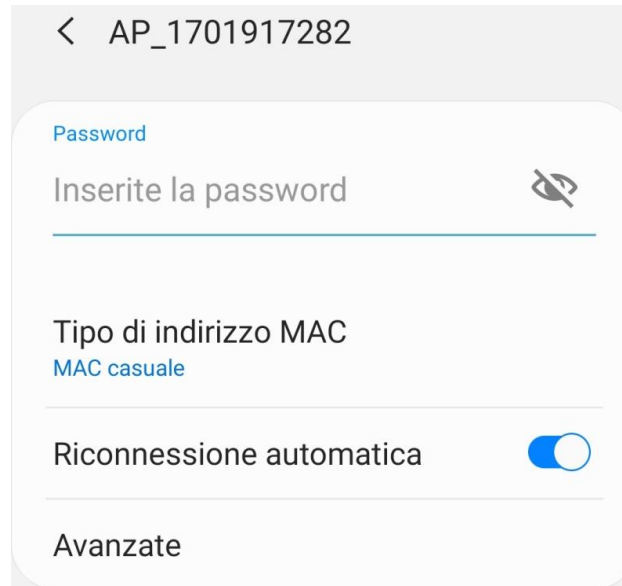 AP_1701917282
Password
Inserite la password
Tipo di indirizzo MAC
MAC casuale
Riconnessione automatica
Avanzate